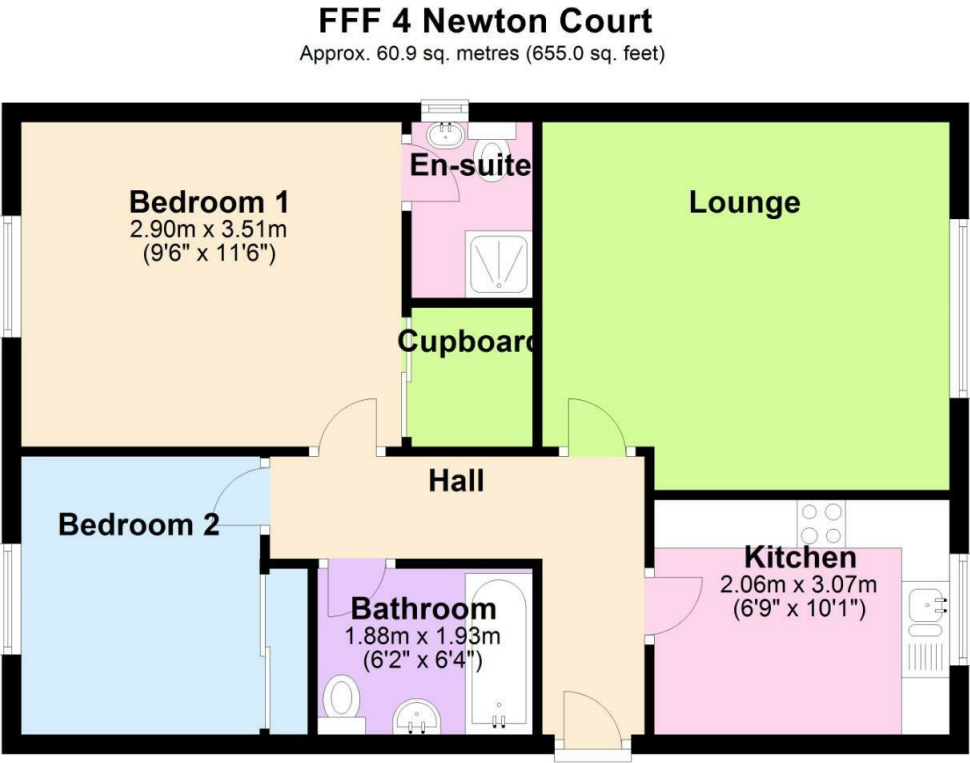 FFF 4 Newton Court
Approx. 60.9 sq. metres (655.0 sq. feet)
Bedroom 1
2.90m x 3.51m
(9'6" x 11'6")
En-suite
Lounge
Cupboard
Hall
Bedroom 2
Kitchen
2.06m x 3.07m
(6'9" x 10'1")
Bathroom
1.88m x 1.93m
(6'2" x 6'4")